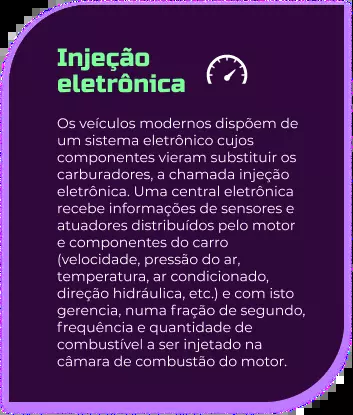 Injeção
eletrônica
Os veículos modernos dispõem de
um sistema eletrônico cujos
componentes vieram substituir os
carburadores, a chamada injeção
eletrônica. Uma central eletrônica
recebe informações de sensores e
atuadores distribuídos pelo motor
e componentes do carro
(velocidade, pressão do ar,
temperatura, ar condicionado,
direção hidráulica, etc.) e com isto
gerencia, numa fração de segundo,
frequência e quantidade de
combustível a ser injetado na
câmara de combustão do motor.